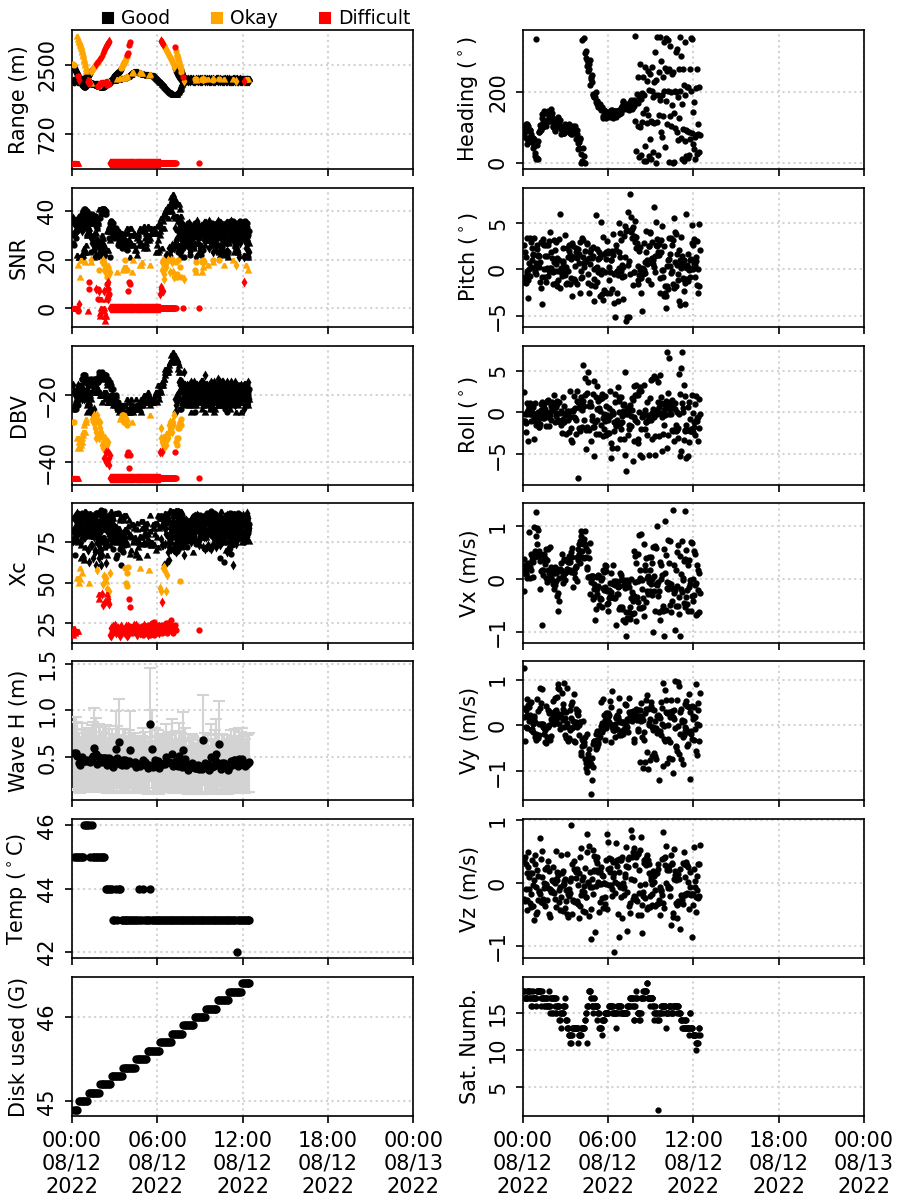 Good Okay Difficult
Range (m)
2500
720
Heading (°)
200
0
SNR
40
20
0
Pitch (°)
5
0
−5
DBV
−20
−40
Roll (°)
5
0
−5
Xc
75
50
25
Vx (m/s)
1
0
−1
Wave H (m)
1.5
1.0
0.5
Vy (m/s)
1
0
−1
Temp (°C)
46
44
42
Vz (m/s)
1
0
−1
Disk used (G)
46
45
Sat. Numb.
15
10
5
00:00 06:00 12:00 18:00 00:00
08/12 08/12 08/12 08/12 08/13
2022 2022 2022 2022 2022
00:00 06:00 12:00 18:00 00:00
08/12 08/12 08/12 08/12 08/13
2022 2022 2022 2022 2022